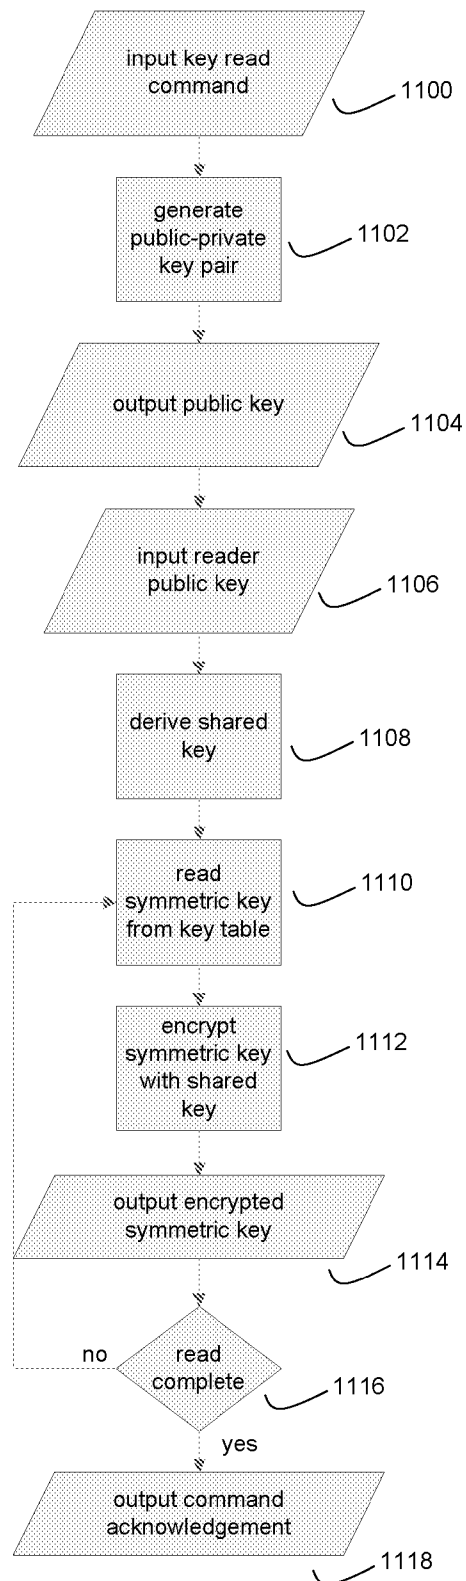 input key read
command
1100
generate
public-private
key pair
1102
output public key
1104
input reader
public key
1106
derive shared
key
1108
read
symmetric key
from key table
1110
encrypt
symmetric key
with shared
key
1112
output encrypted
symmetric key
1114
read
complete
no
1116
yes
output command
acknowledgement
1118